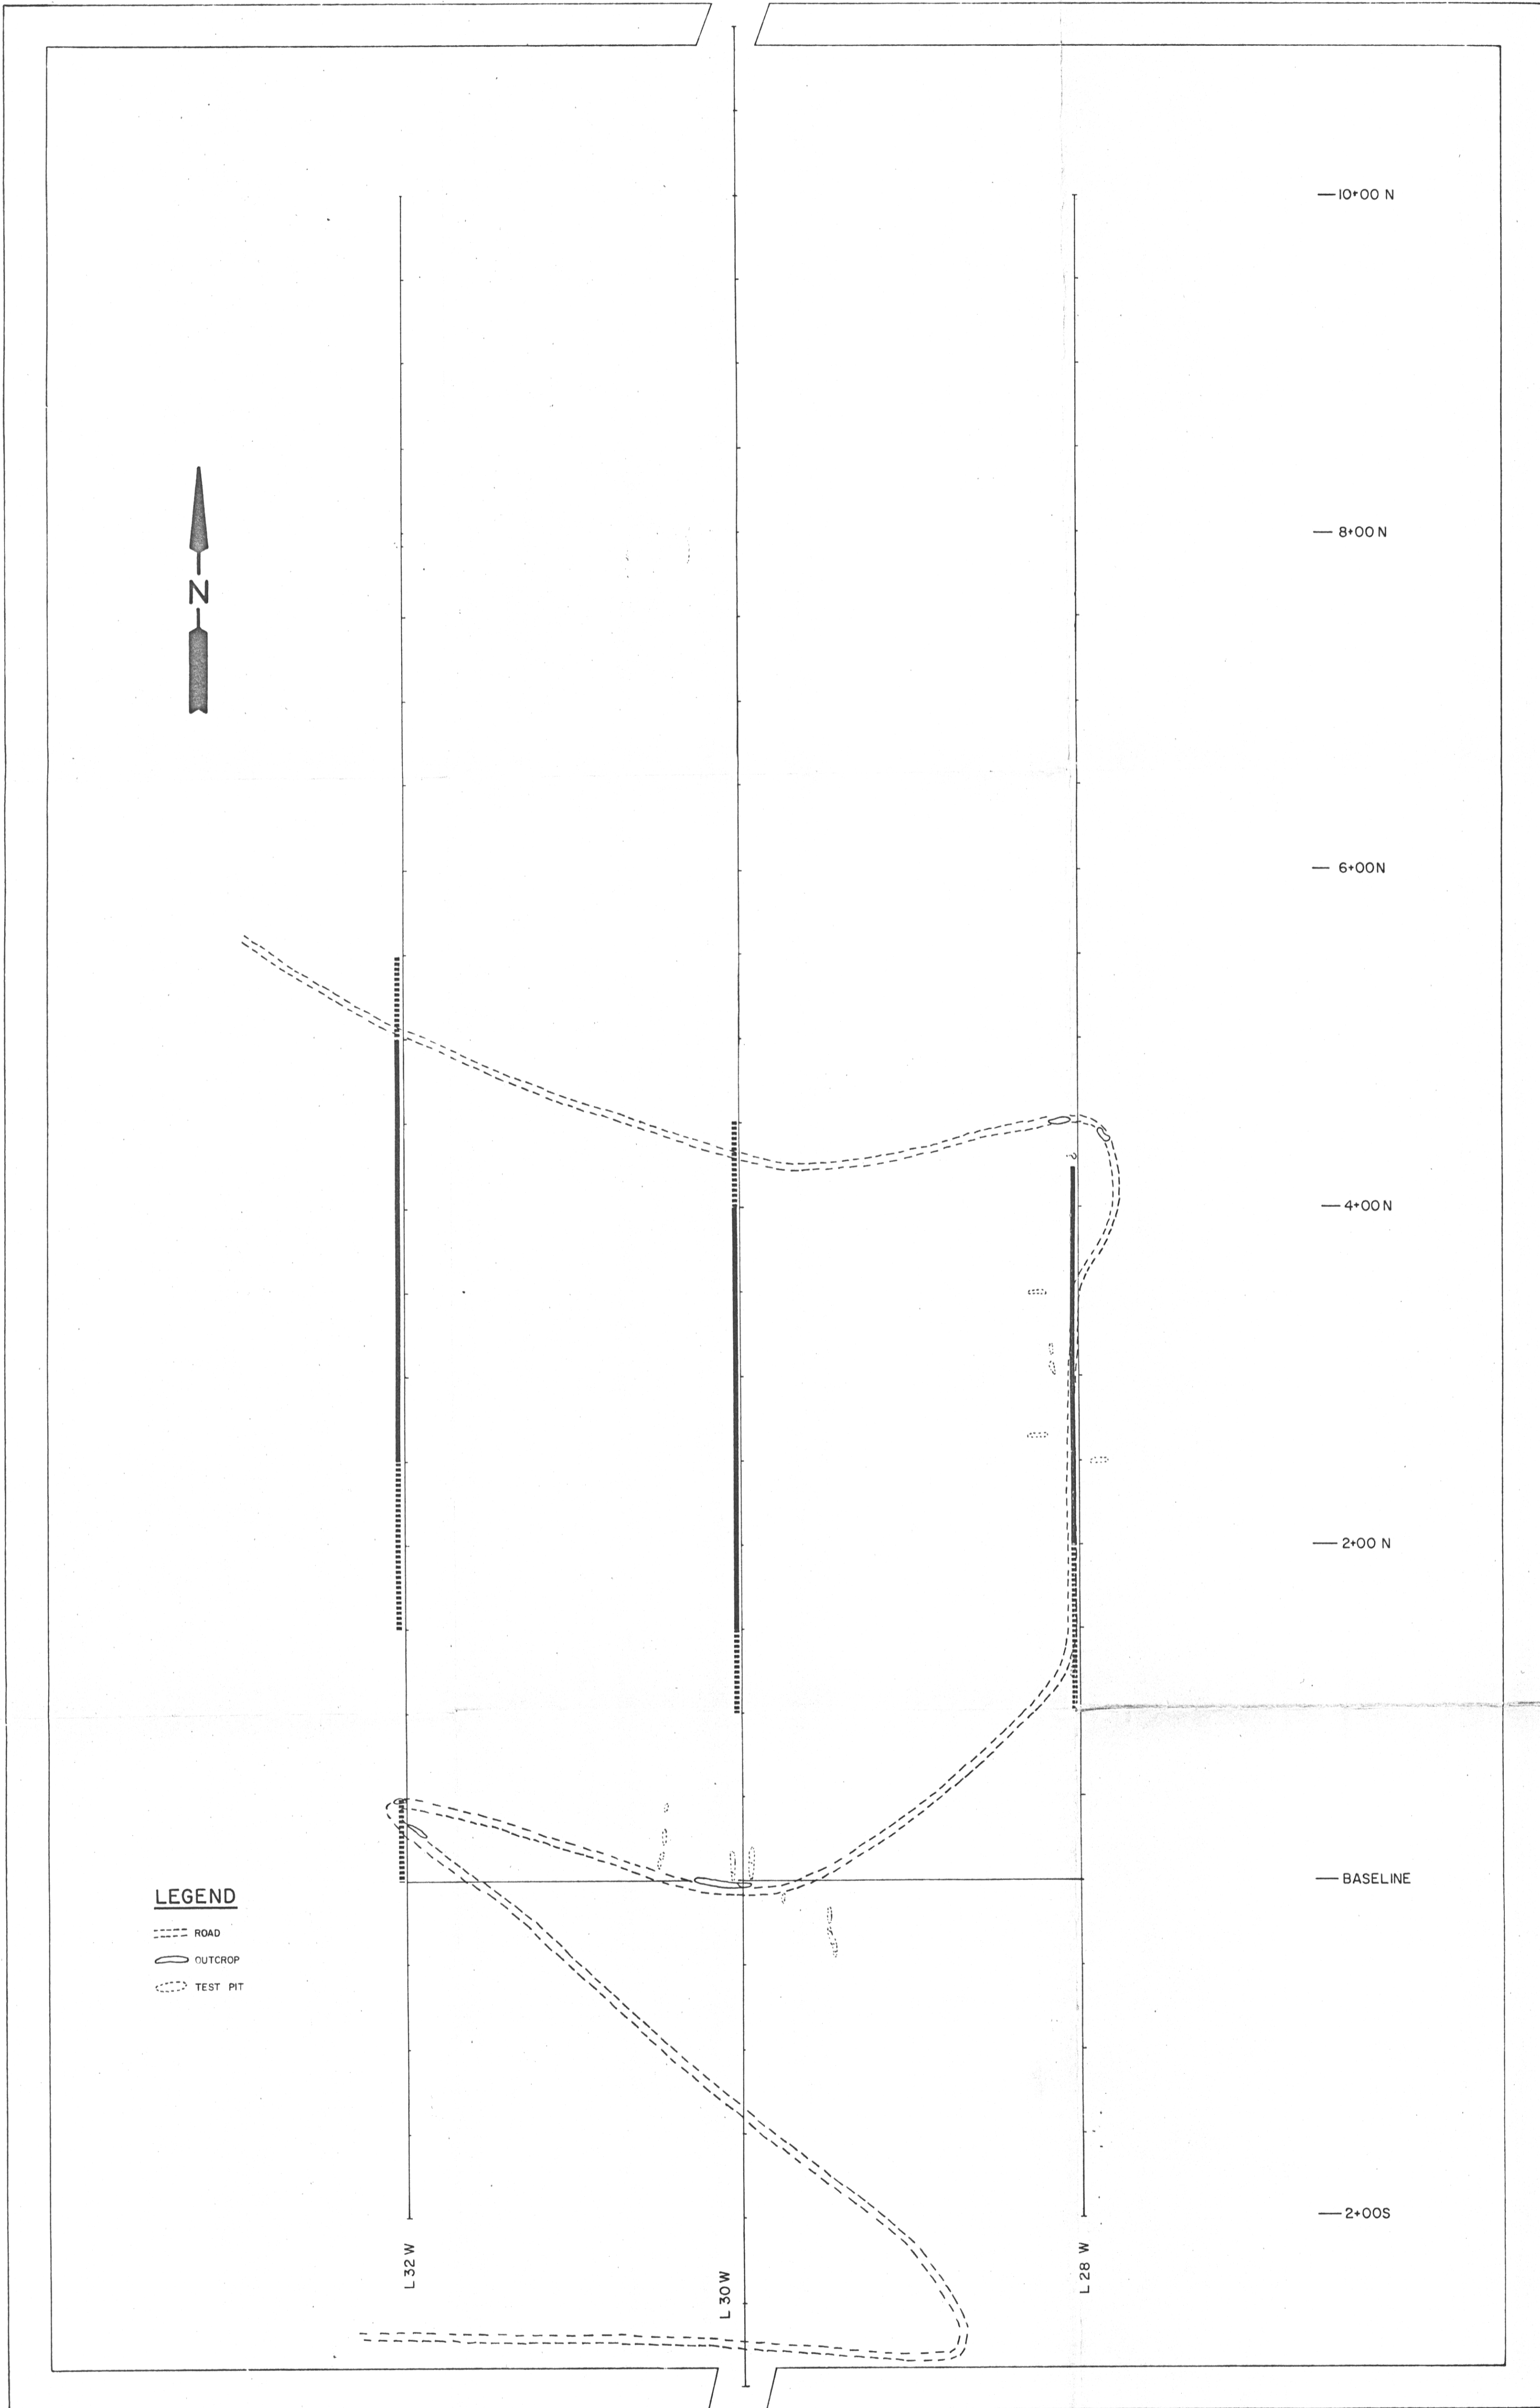 10+00 N
8+00 N
N
6+00N
?
4+00N
2+00 N
BASELINE
LEGEND
ROAD
OUTCROP
TEST PIT
2+00S
L 32 W
L 30 W
L 28 W